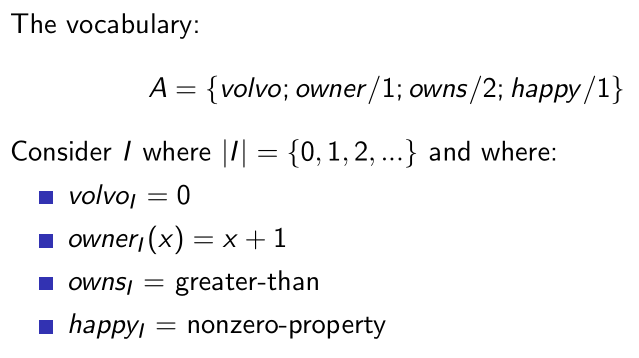 The vocabulary:
A = {volvo; owner/1; owns/2; happy/1}
Consider I where |I| = {0, 1, 2, ...} and where:
volvo_I = 0
owner_I(x) = x + 1
owns_I = greater-than
happy_I = nonzero-property